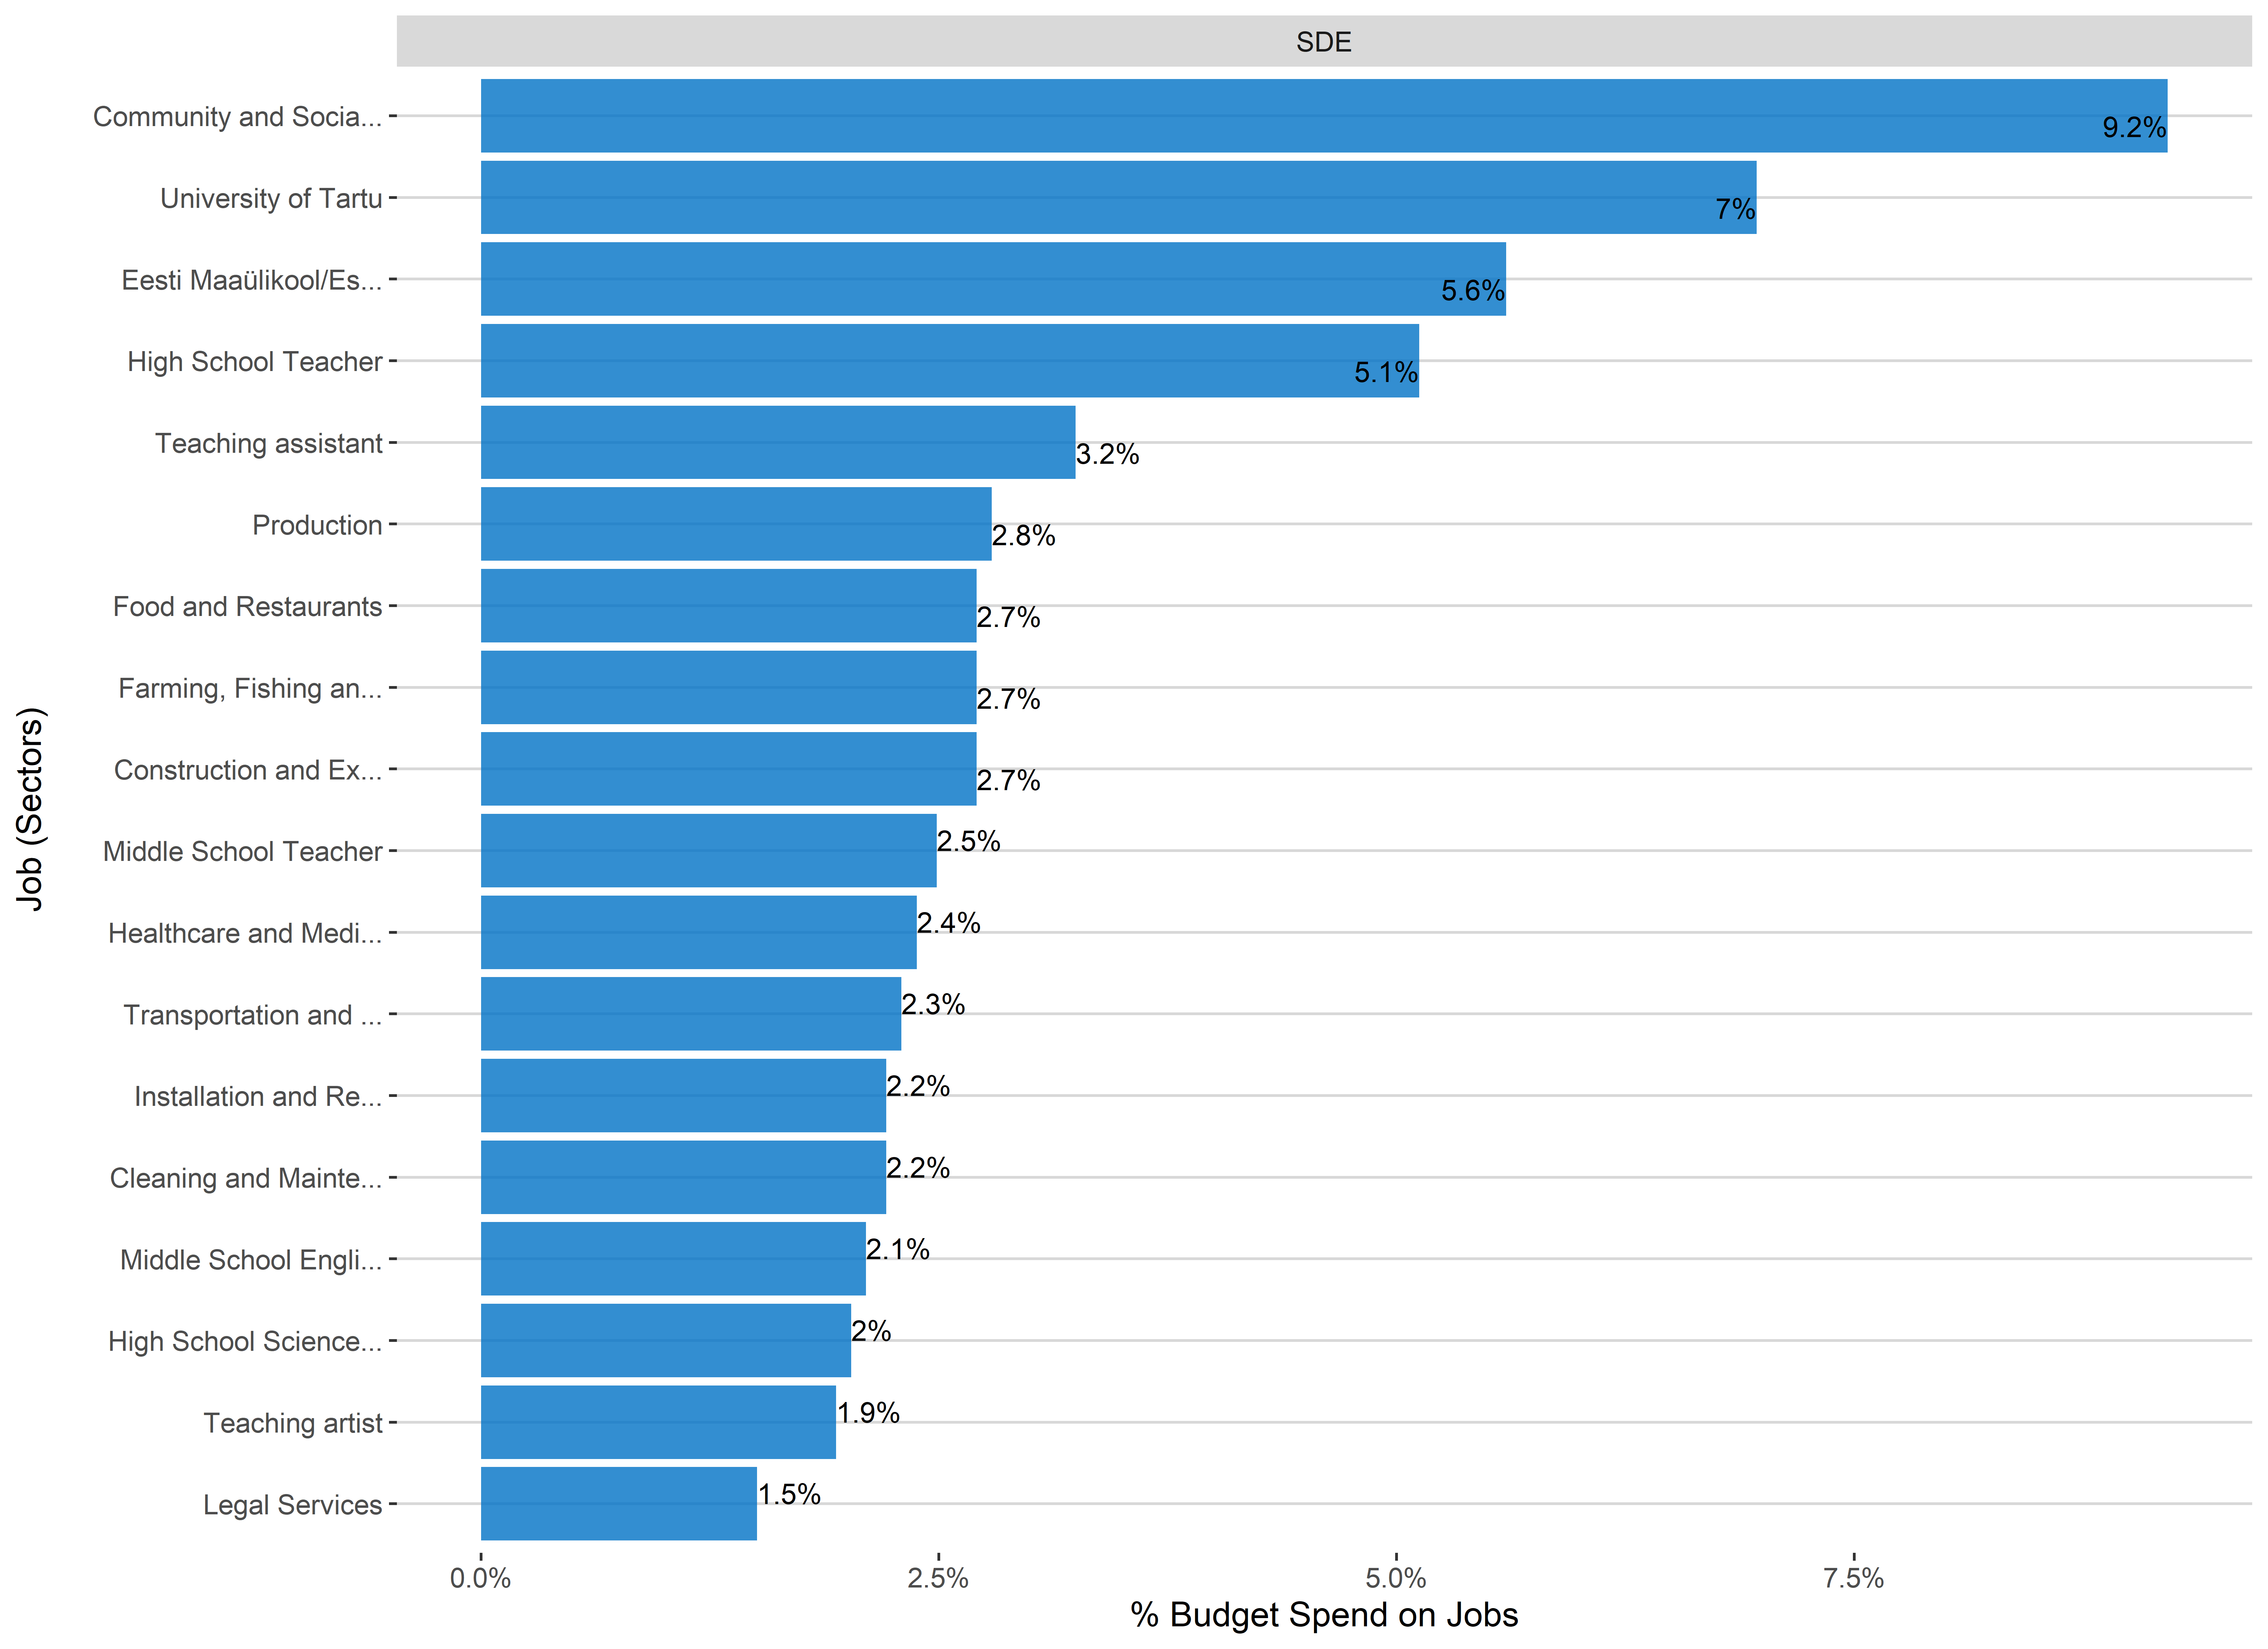 SDE
Community and Socia... 9.2%
University of Tartu 7%
Eesti Maaülikool/Es... 5.6%
High School Teacher 5.1%
Teaching assistant 3.2%
Production 2.8%
Food and Restaurants 2.7%
Farming, Fishing an... 2.7%
Construction and Ex... 2.7%
Middle School Teacher 2.5%
Healthcare and Medi... 2.4%
Transportation and ... 2.3%
Installation and Re... 2.2%
Cleaning and Mainte... 2.2%
Middle School Engli... 2.1%
High School Science... 2%
Teaching artist 1.9%
Legal Services 1.5%
Job (Sectors)
0.0% 2.5% 5.0% 7.5%
% Budget Spend on Jobs